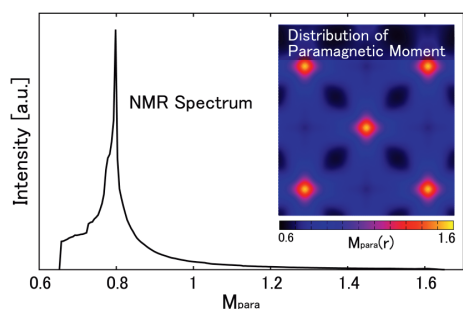 Distribution of
Paramagnetic Moment
NMR Spectrum
Intensity [a.u.]
0.6
1.6
Mpara(r)
0.6 0.8 1 1.2 1.4 1.6
Mpara